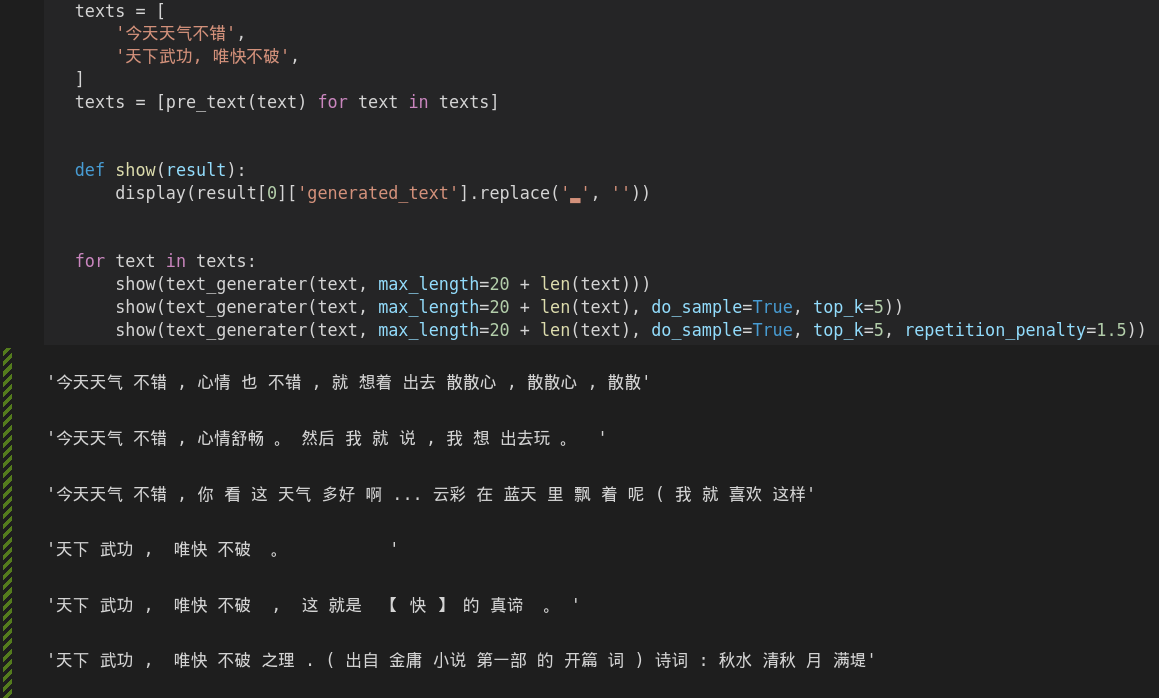 texts = [
    '今天天气不错',
    '天下武功, 唯快不破',
]
texts = [pre_text(text) for text in texts]
def show(result):
    display(result[0]['generated_text'].replace('▂', ''))
for text in texts:
    show(text_generater(text, max_length=20 + len(text)))
    show(text_generater(text, max_length=20 + len(text), do_sample=True, top_k=5))
    show(text_generater(text, max_length=20 + len(text), do_sample=True, top_k=5, repetition_penalty=1.5))
'今天天气 不错 , 心情 也 不错 , 就 想着 出去 散散心 , 散散心 , 散散'
'今天天气 不错 , 心情舒畅 。 然后 我 就 说 , 我 想 出去玩 。  '
'今天天气 不错 , 你 看 这 天气 多好 啊 ... 云彩 在 蓝天 里 飘 着 呢 ( 我 就 喜欢 这样'
'天下 武功 ,  唯快 不破  。          '
'天下 武功 ,  唯快 不破  ,  这 就是  【 快 】 的 真谛  。 '
'天下 武功 ,  唯快 不破 之理 . ( 出自 金庸 小说 第一部 的 开篇 词 ) 诗词 : 秋水 清秋 月 满堤'